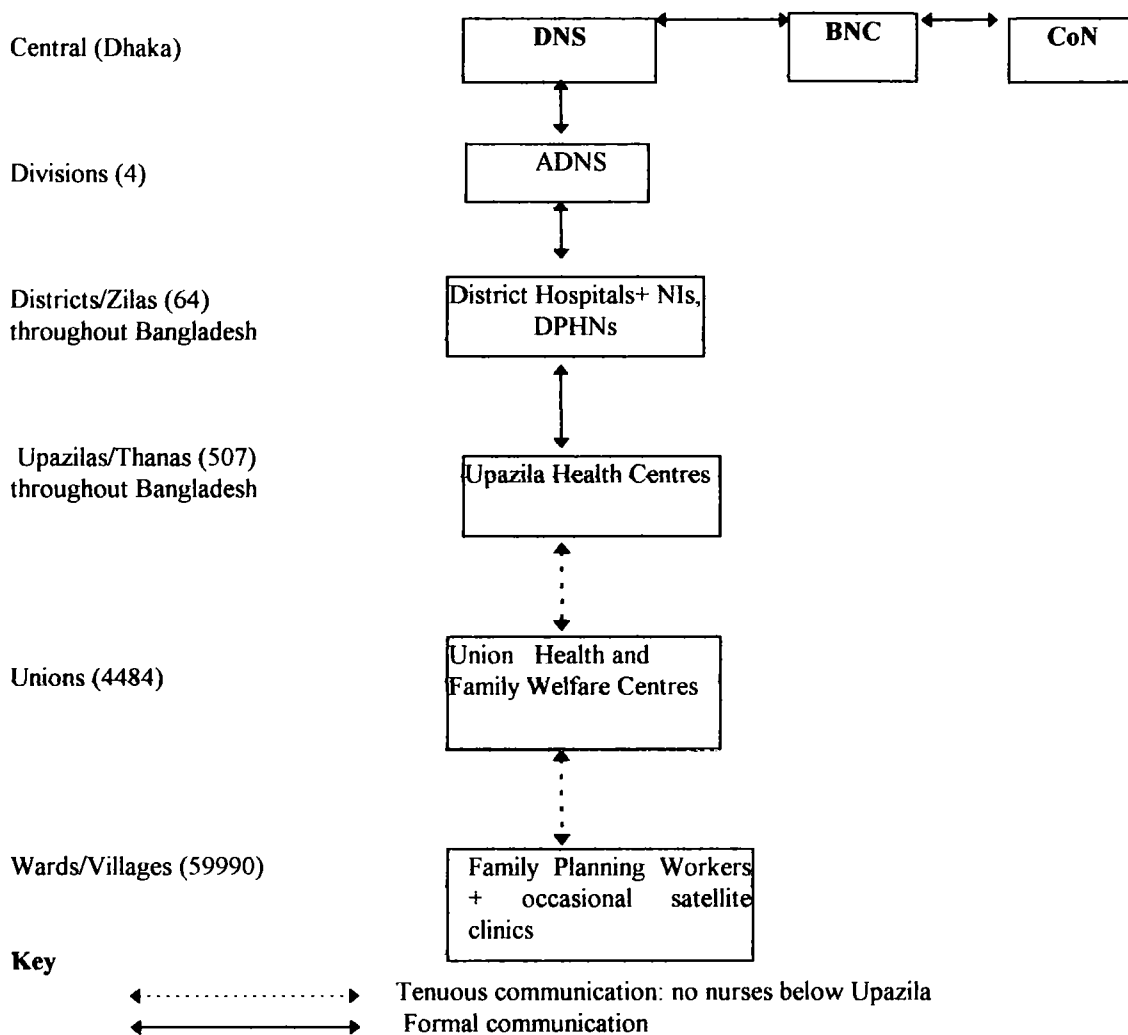 Central (Dhaka)
DNS
BNC
CoN
Divisions (4)
ADNS
Districts/Zilas (64)
throughout Bangladesh
District Hospitals+ NIs,
DPHNs
Upazilas/Thanas (507)
throughout Bangladesh
Upazila Health Centres
Unions (4484)
Union Health and
Family Welfare Centres
Wards/Villages (59990)
Family Planning Workers
+ occasional satellite
clinics
Key
Tenuous communication: no nurses below Upazila
Formal communication